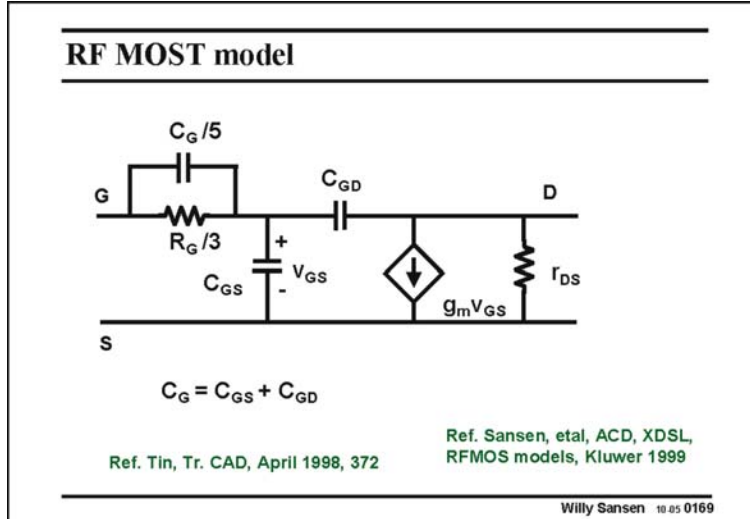 RF MOST model
C_G/5
G
C_GD
D
R_G/3
+
C_GS
V_GS
-
r_DS
g_mV_GS
S
C_G = C_GS + C_GD
Ref. Tin, Tr. CAD, April 1998, 372
Ref. Sansen, etal, ACD, XDSL,
RFMOS models, Kluwer 1999
Willy Sansen 10-05 0169